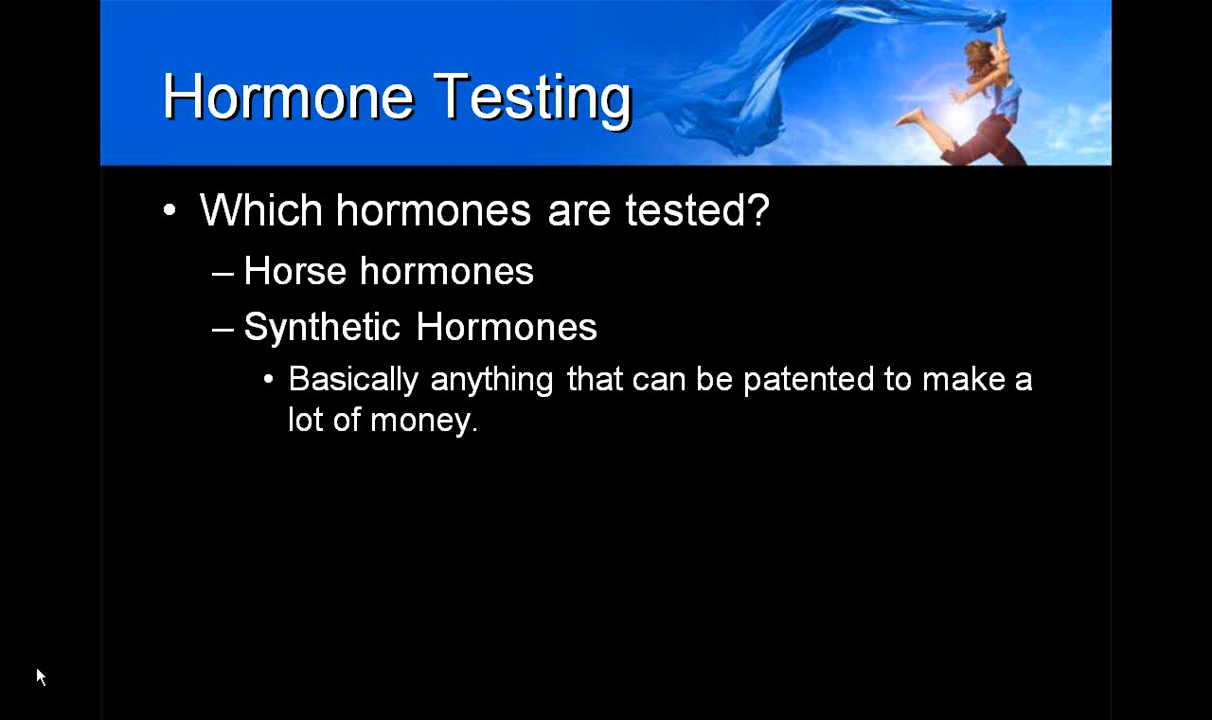 Hormone Testing
• Which hormones are tested?
– Horse hormones
– Synthetic Hormones
• Basically anything that can be patented to make a
lot of money.